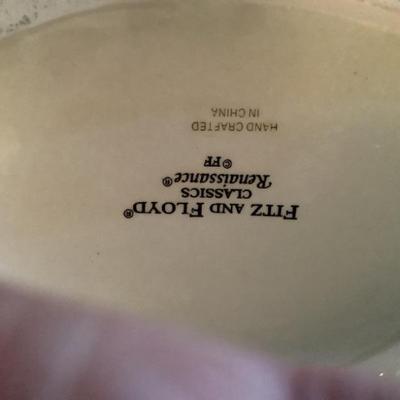 FITZ AND FLOYD®
CLASSICS
Renaissance®
©FF
HAND CRAFTED
IN CHINA